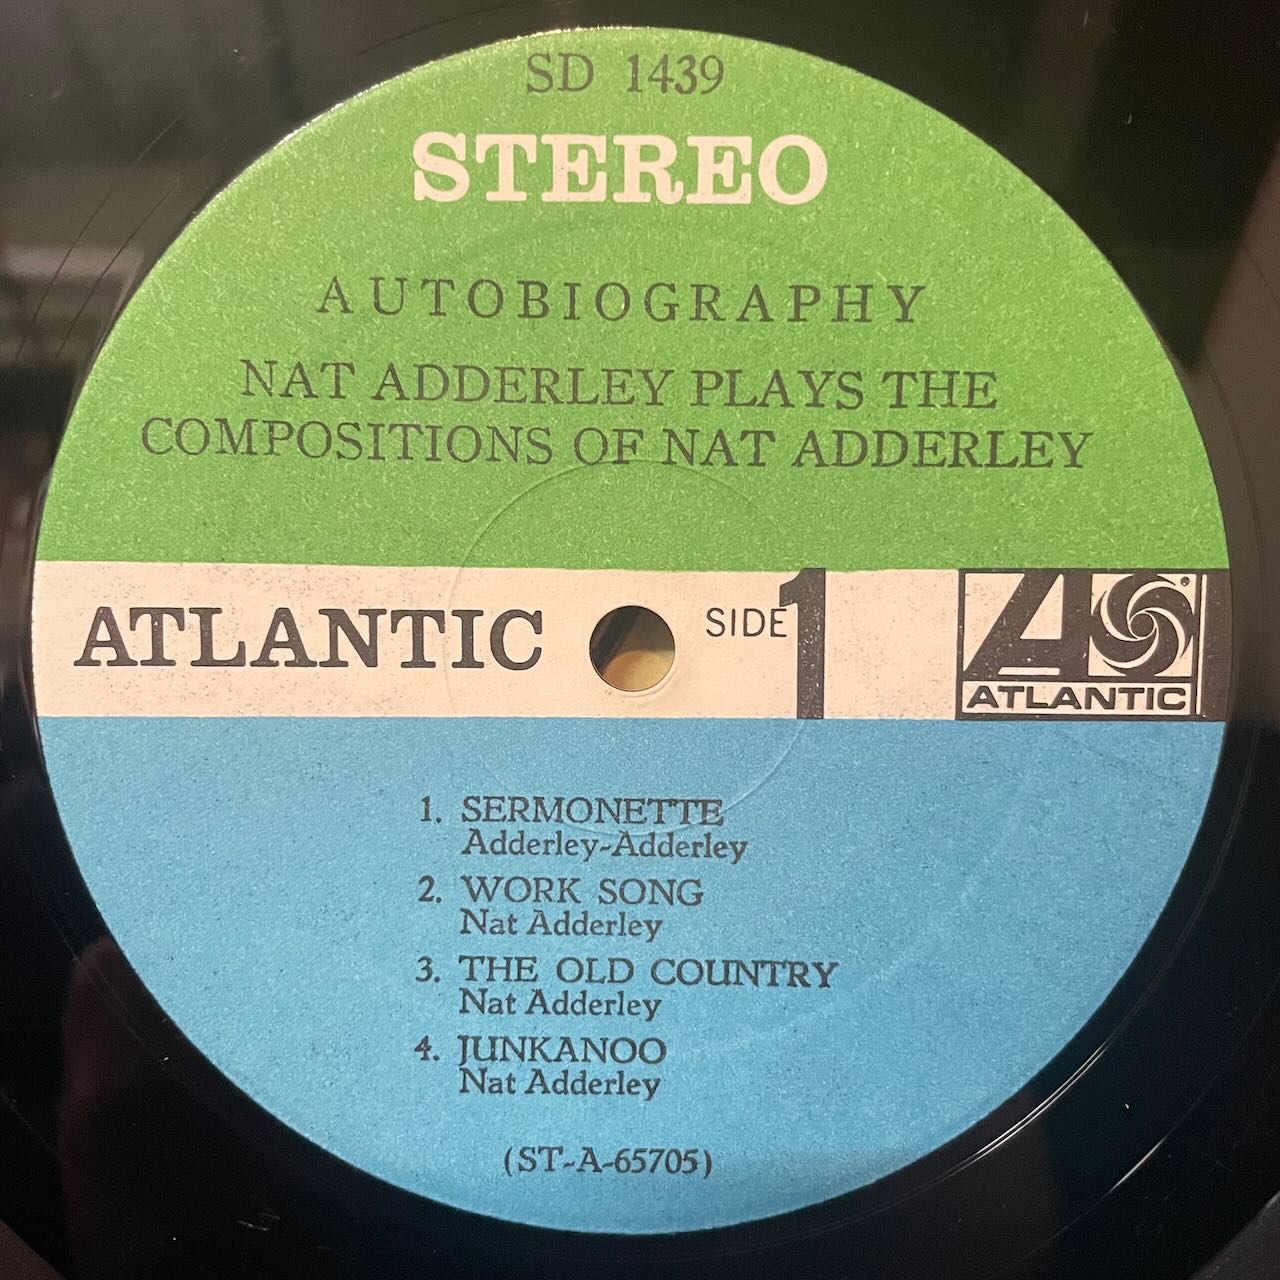 SD 1439
STEREO
AUTOBIOGRAPHY
NAT ADDERLEY PLAYS THE
COMPOSITIONS OF NAT ADDERLEY
ATLANTIC
SIDE 1
A
ATLANTIC
1. SERMONETTE
Adderley-Adderley
2. WORK SONG
Nat Adderley
3. THE OLD COUNTRY
Nat Adderley
4. JUNKANOO
Nat Adderley
(ST-A-65705)